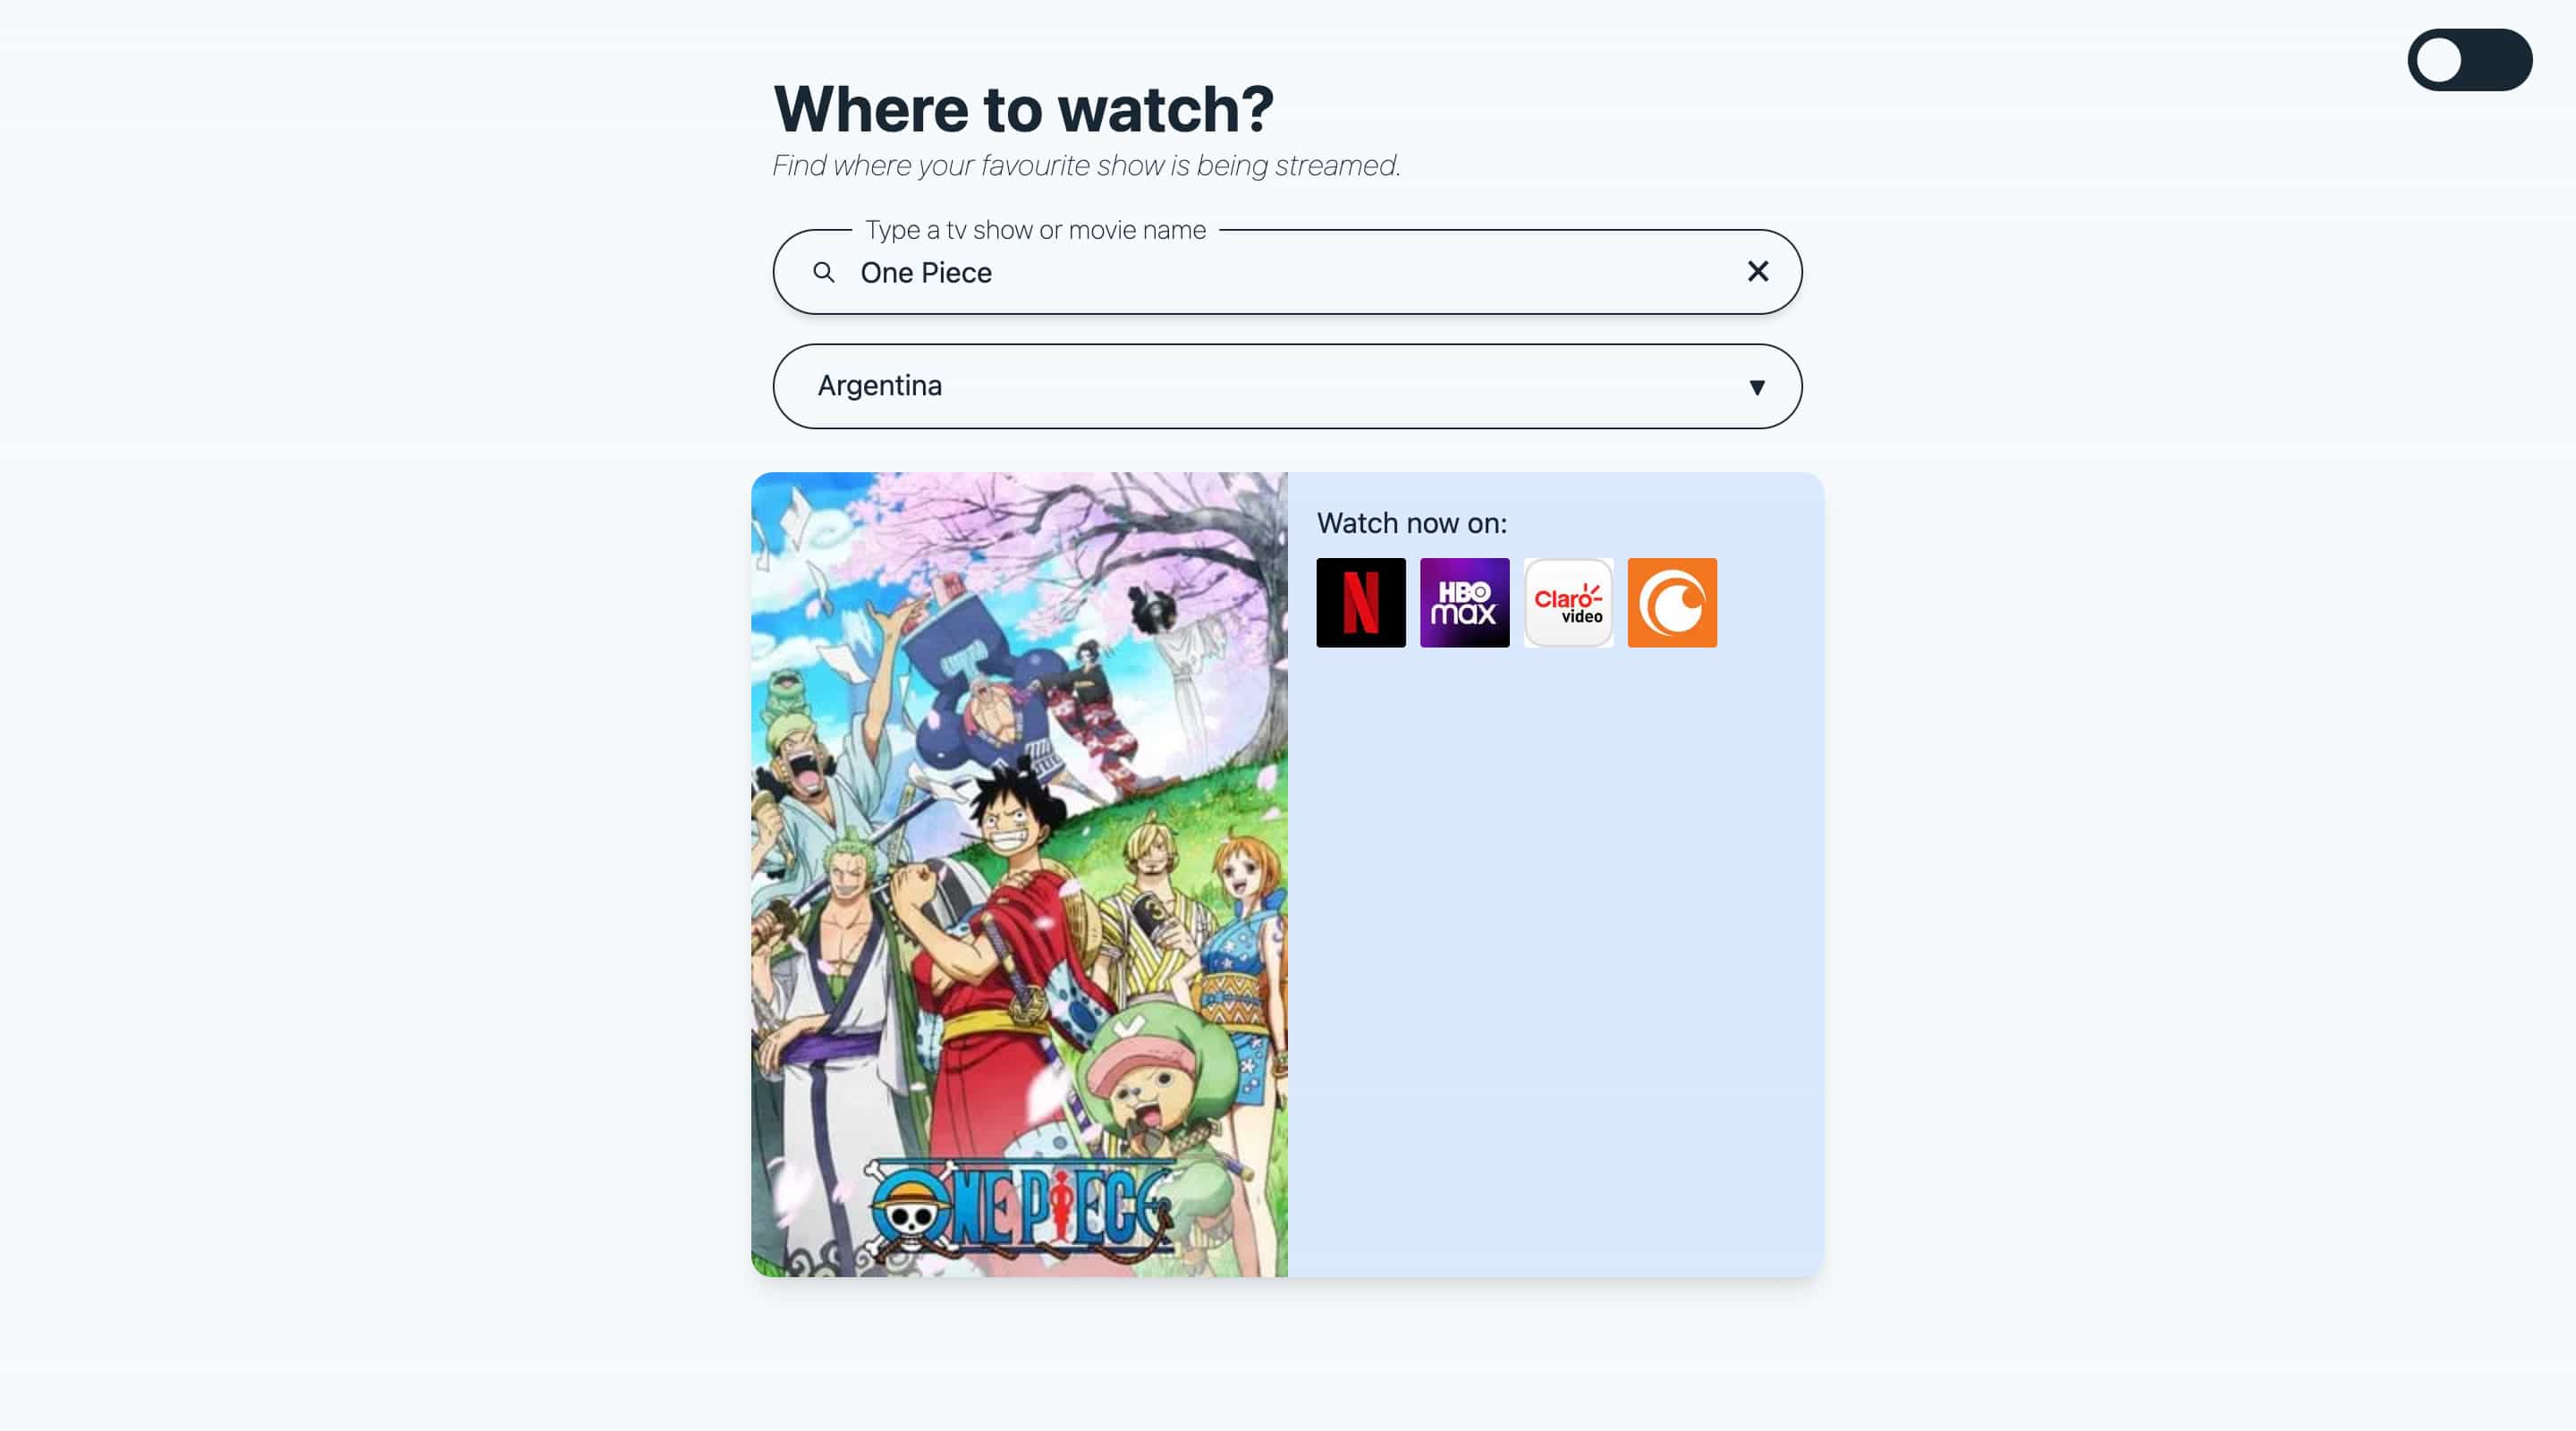 Where to watch?
Find where your favourite show is being streamed.
Type a tv show or movie name
One Piece
Argentina
Watch now on:
N
HBO
max
Claro
video
3
ONE PIECE